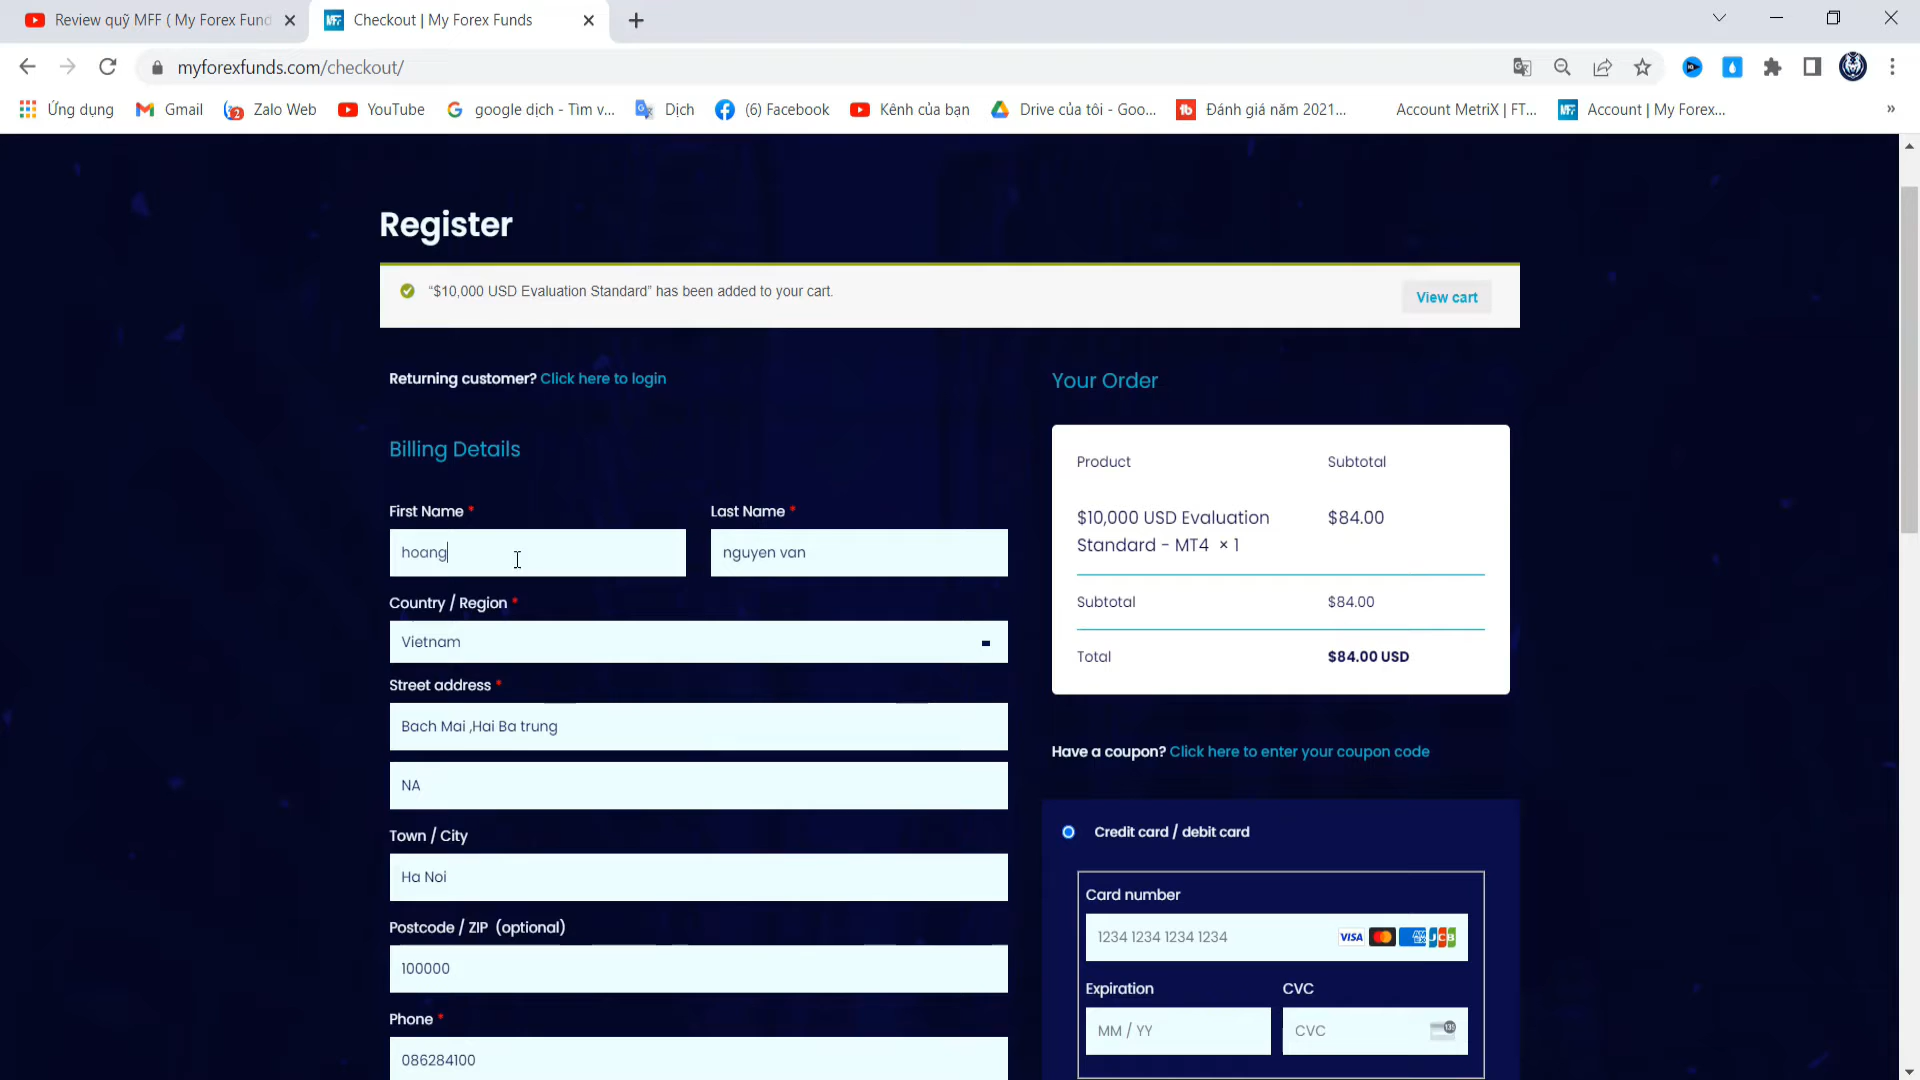 Review quỹ MFF ( My Forex Fund
Checkout | My Forex Funds
myforexfunds.com/checkout/
Ứng dụng
Gmail
Zalo Web
YouTube
google dịch - Tìm v...
Dịch
(6) Facebook
Kênh của bạn
Drive của tôi - Goo...
Đánh giá năm 2021...
Account MetriX | FT...
Account | My Forex...
»
Register
“$10,000 USD Evaluation Standard” has been added to your cart.
View cart
Returning customer? Click here to login
Billing Details
First Name *
Last Name *
hoang
nguyen van
Country / Region *
Vietnam
Street address *
Bach Mai ,Hai Ba trung
NA
Town / City
Ha Noi
Postcode / ZIP (optional)
100000
Phone *
086284100
Your Order
Product
Subtotal
$10,000 USD Evaluation
$84.00
Standard - MT4 × 1
Subtotal
$84.00
Total
$84.00 USD
Have a coupon? Click here to enter your coupon code
Credit card / debit card
Card number
1234 1234 1234 1234
VISA
JCB
Expiration
CVC
MM / YY
CVC
135